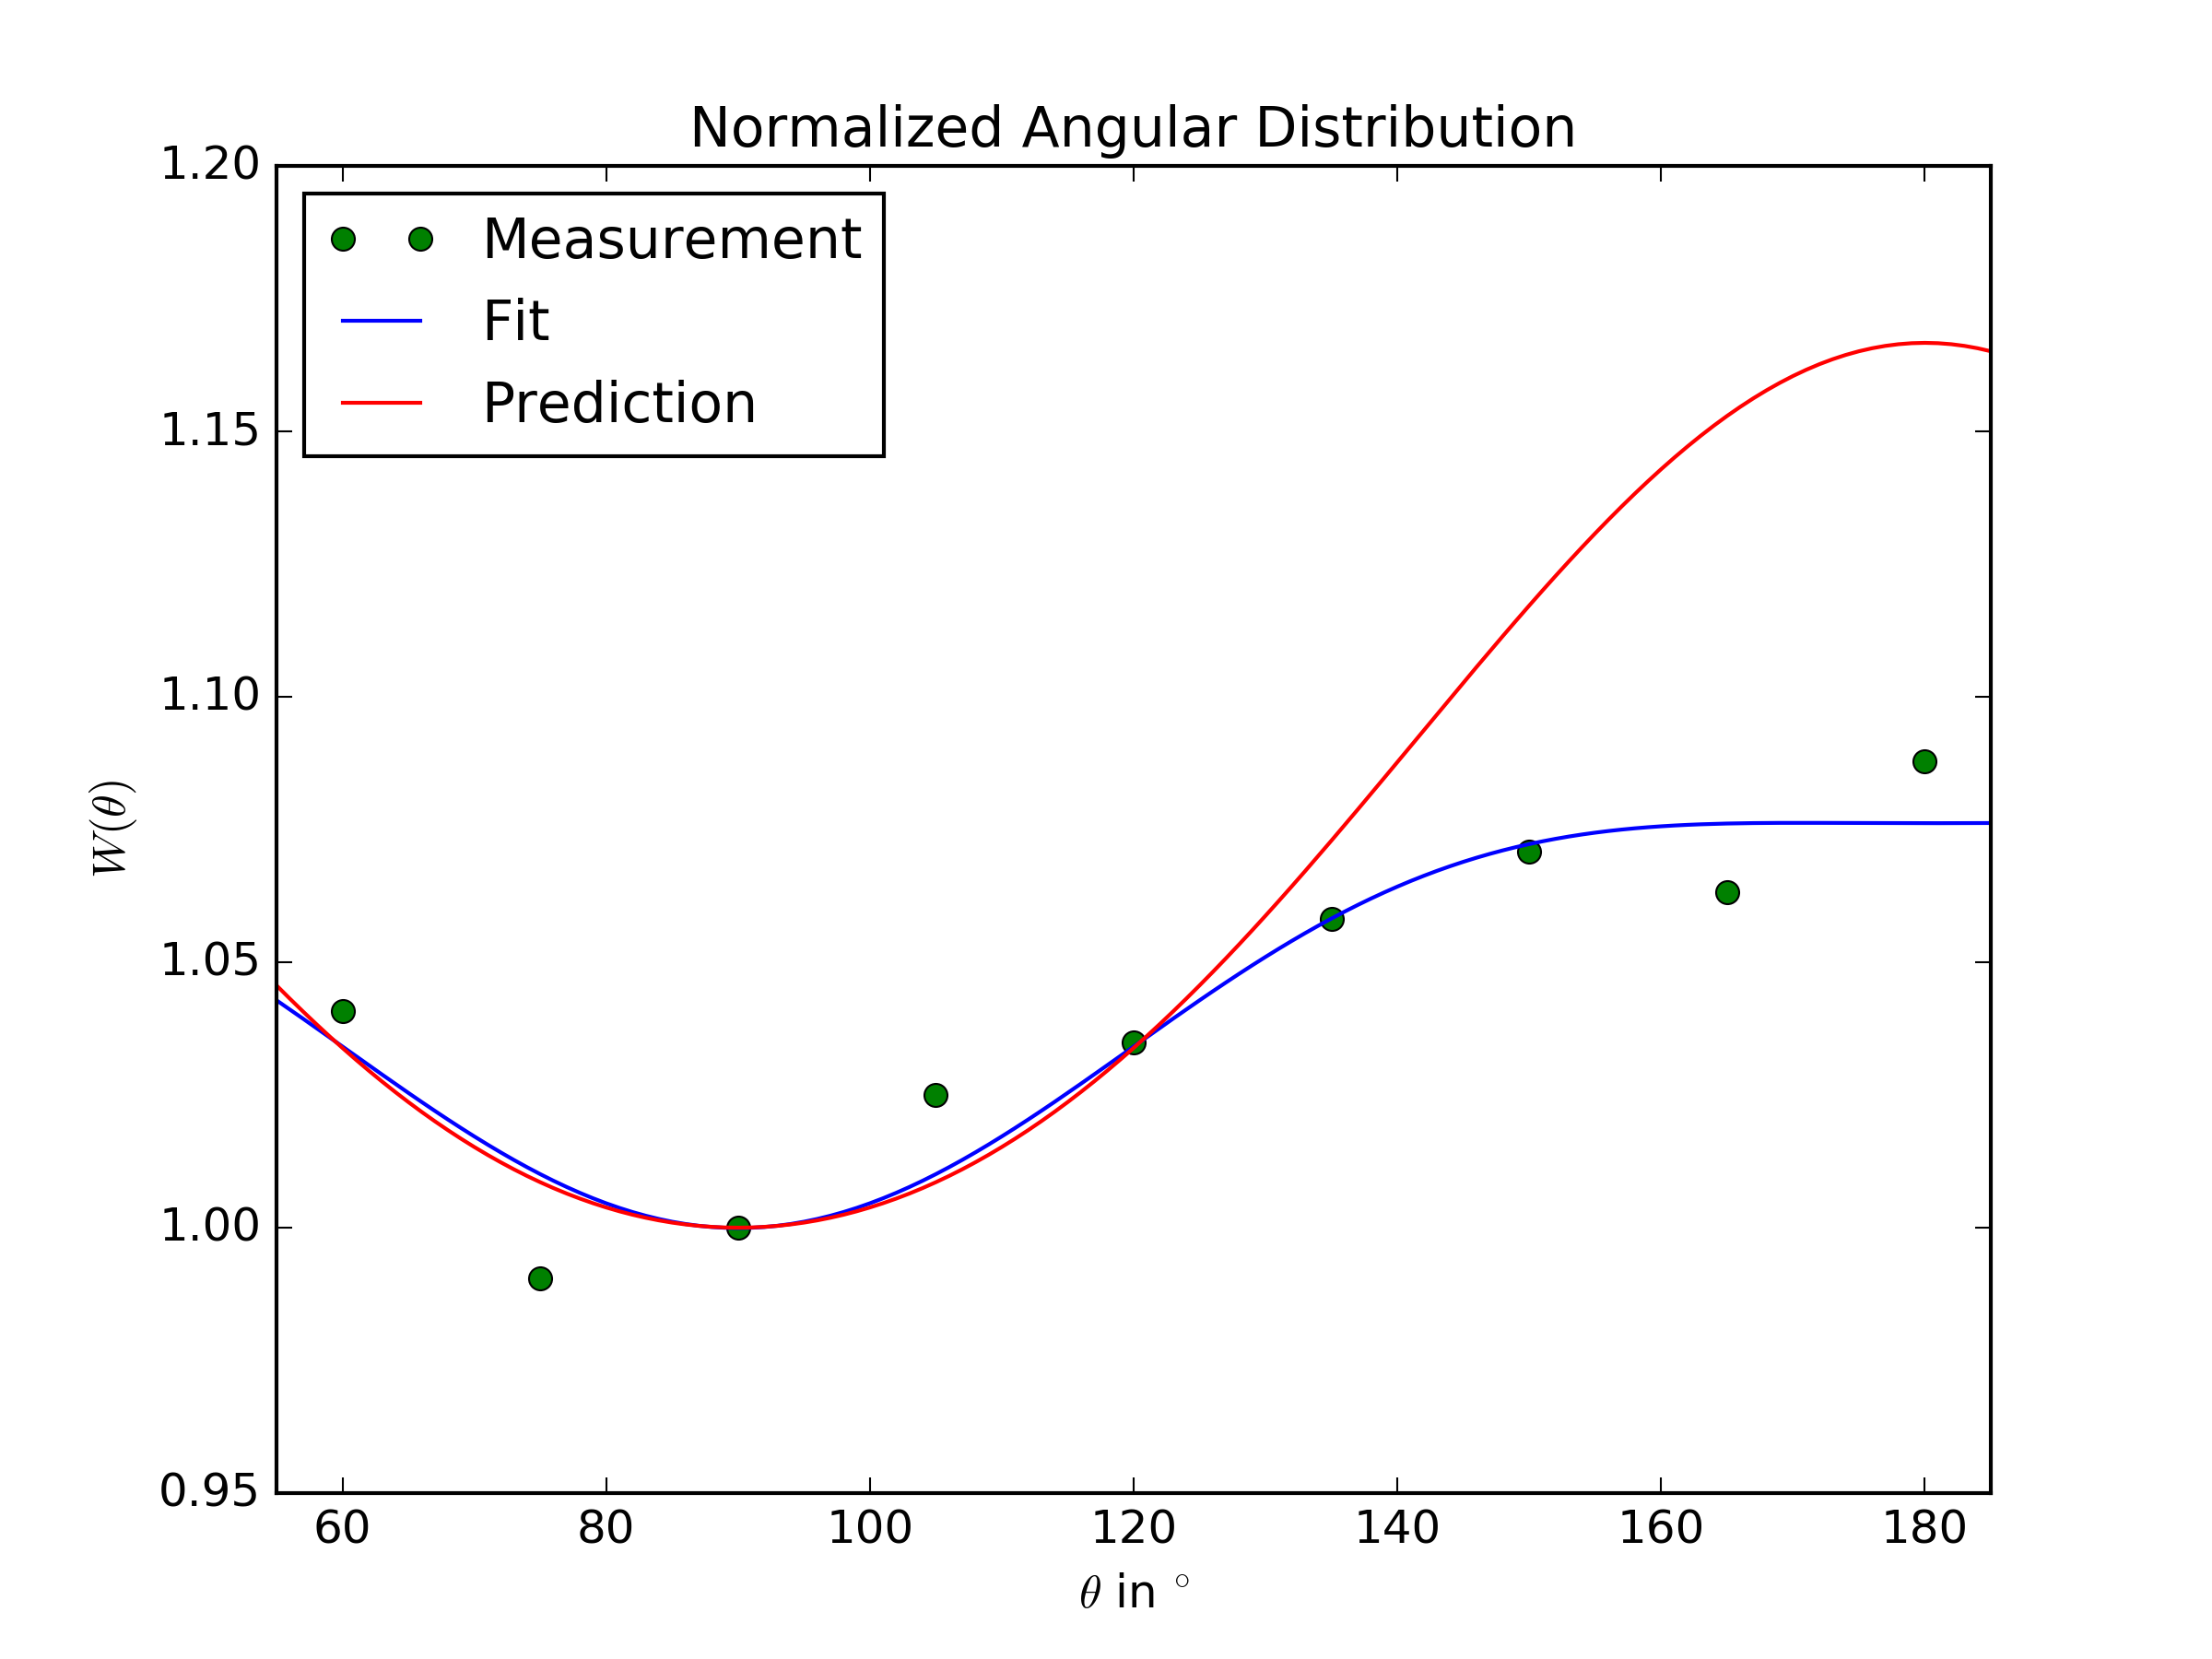 Normalized Angular Distribution
1.20
1.15
1.10
1.05
1.00
0.95
Measurement
Fit
Prediction
W(θ)
60 80 100 120 140 160 180
θ in °